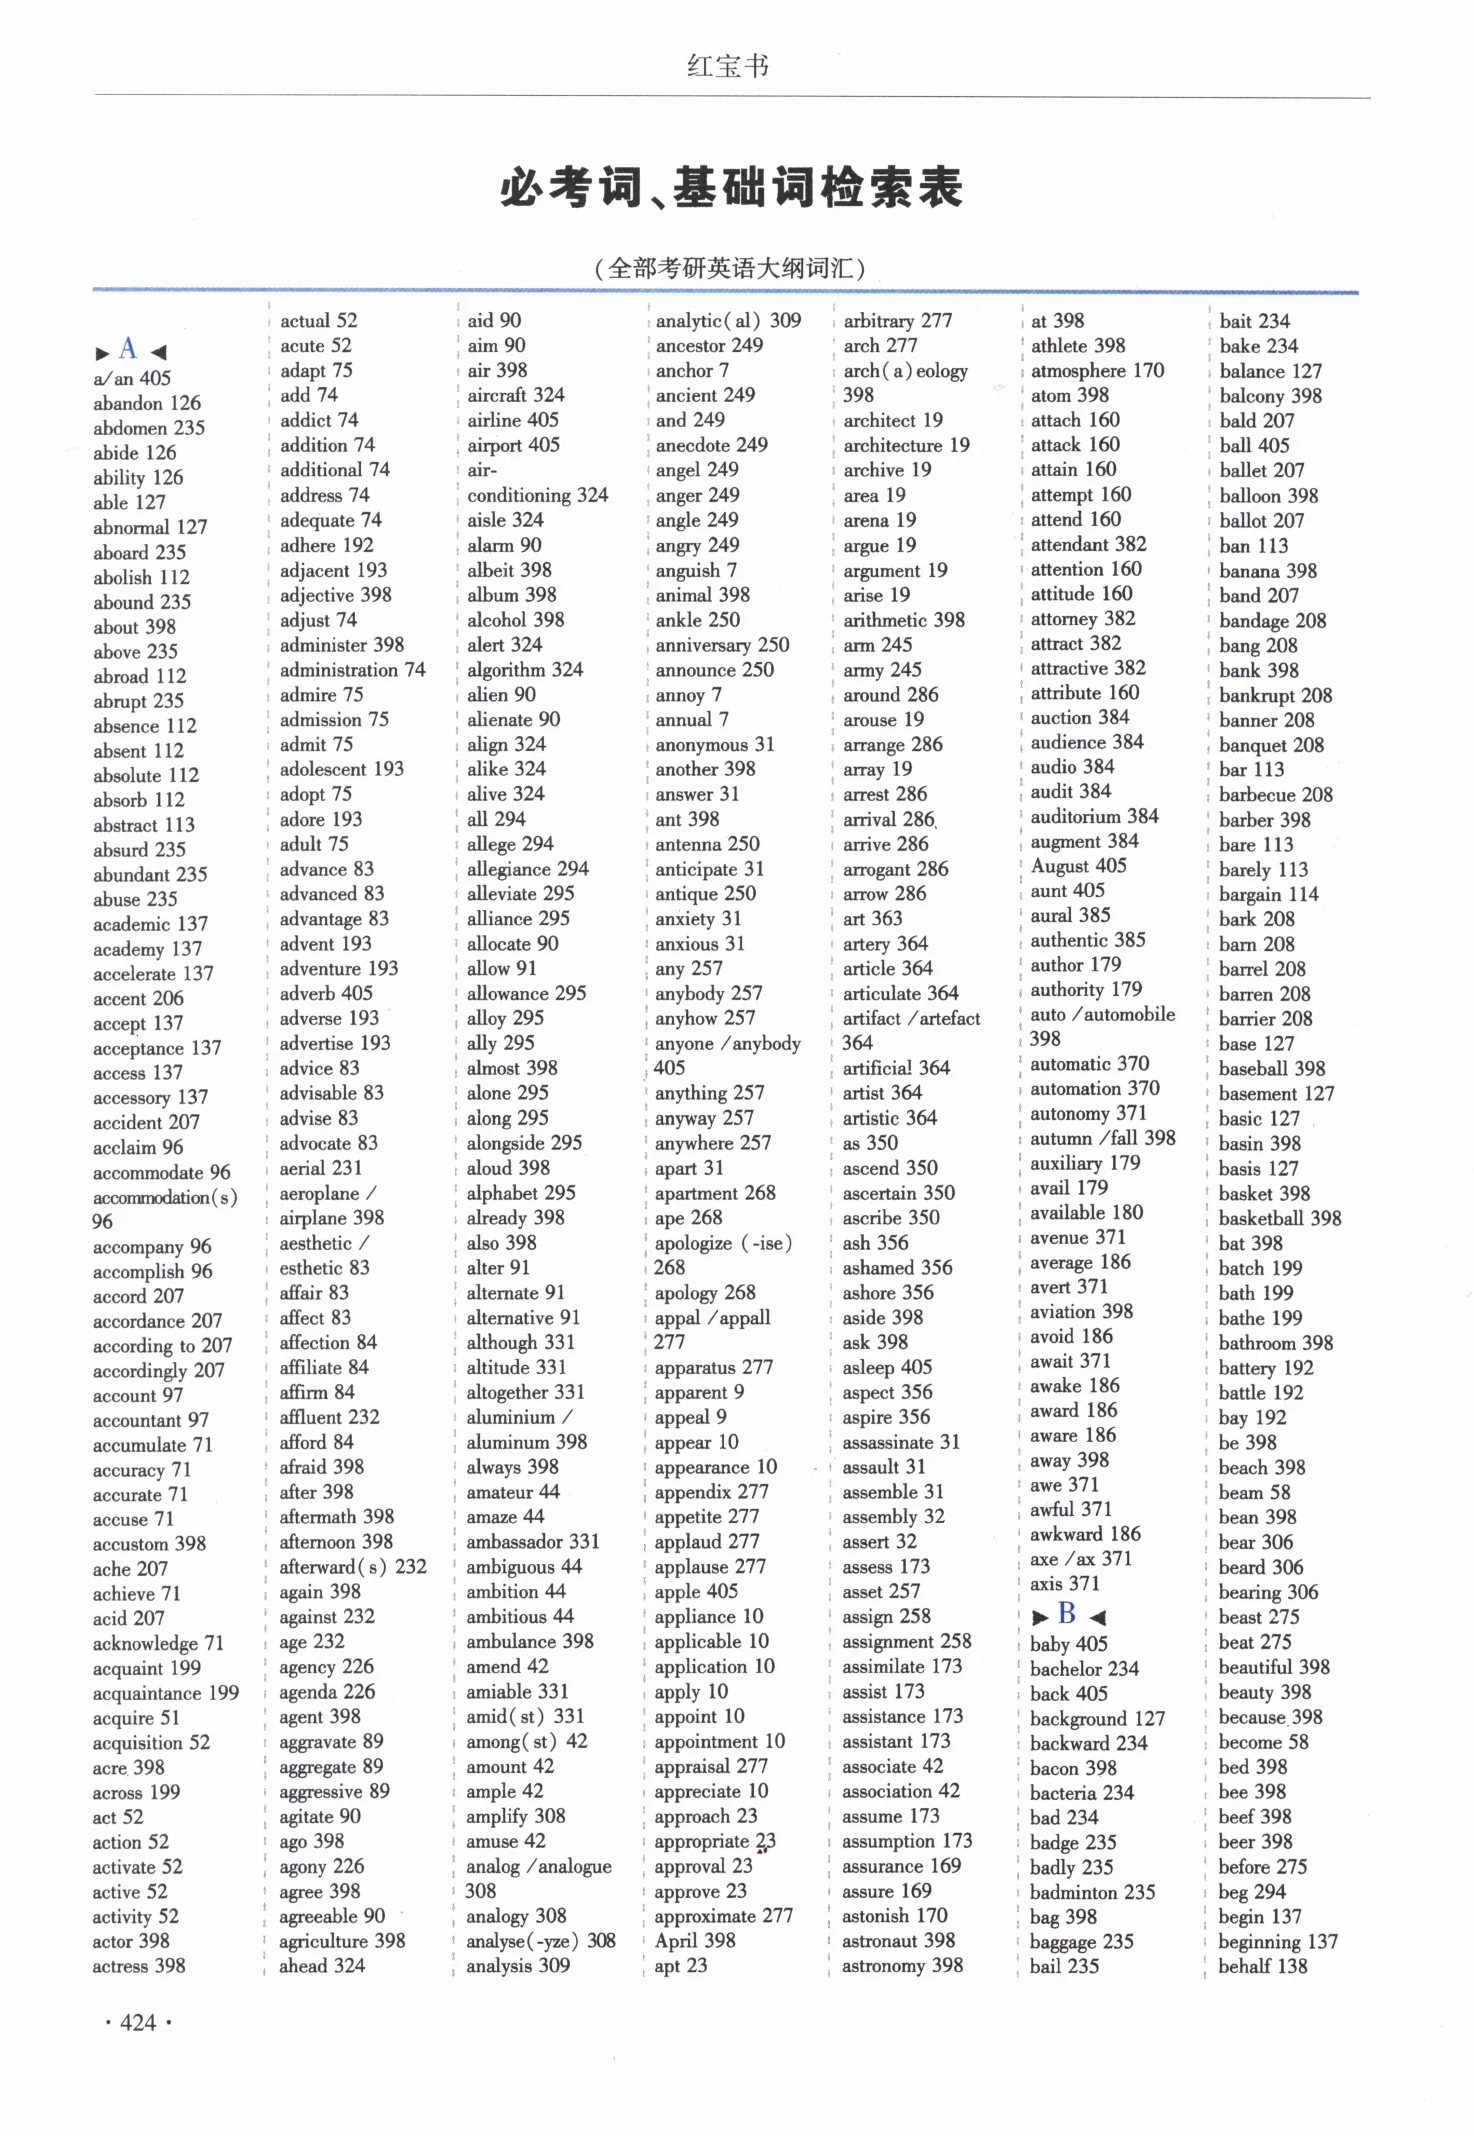 红宝书
必考词、基础词检索表
(全部考研英语大纲词汇)
►A◄
a/an 405
abandon 126
abdomen 235
abide 126
ability 126
able 127
abnormal 127
aboard 235
abolish 112
abound 235
about 398
above 235
abroad 112
abrupt 235
absence 112
absent 112
absolute 112
absorb 112
abstract 113
absurd 235
abundant 235
abuse 235
academic 137
academy 137
accelerate 137
accent 206
accept 137
acceptance 137
access 137
accessory 137
accident 207
acclaim 96
accommodate 96
accommodation(s)
96
accompany 96
accomplish 96
accord 207
accordance 207
according to 207
accordingly 207
account 97
accountant 97
accumulate 71
accuracy 71
accurate 71
accuse 71
accustom 398
ache 207
achieve 71
acid 207
acknowledge 71
acquaint 199
acquaintance 199
acquire 51
acquisition 52
acre 398
across 199
act 52
action 52
activate 52
active 52
activity 52
actor 398
actress 398
actual 52
acute 52
adapt 75
add 74
addict 74
addition 74
additional 74
address 74
adequate 74
adhere 192
adjacent 193
adjective 398
adjust 74
administer 398
administration 74
admire 75
admission 75
admit 75
adolescent 193
adopt 75
adore 193
adult 75
advance 83
advanced 83
advantage 83
advent 193
adventure 193
adverb 405
adverse 193
advertise 193
advice 83
advisable 83
advise 83
advocate 83
aerial 231
aeroplane /
airplane 398
aesthetic /
esthetic 83
affair 83
affect 83
affection 84
affiliate 84
affirm 84
affluent 232
afford 84
afraid 398
after 398
aftermath 398
afternoon 398
afterward(s) 232
again 398
against 232
age 232
agency 226
agenda 226
agent 398
aggravate 89
aggregate 89
aggressive 89
agitate 90
ago 398
agony 226
agree 398
agreeable 90
agriculture 398
ahead 324
aid 90
aim 90
air 398
aircraft 324
airline 405
airport 405
air-
conditioning 324
aisle 324
alarm 90
albeit 398
album 398
alcohol 398
alert 324
algorithm 324
alien 90
alienate 90
align 324
alike 324
alive 324
all 294
allege 294
allegiance 294
alleviate 295
alliance 295
allocate 90
allow 91
allowance 295
alloy 295
ally 295
almost 398
alone 295
along 295
alongside 295
aloud 398
alphabet 295
already 398
also 398
alter 91
alternate 91
alternative 91
although 331
altitude 331
altogether 331
aluminium /
aluminum 398
always 398
amateur 44
amaze 44
ambassador 331
ambiguous 44
ambition 44
ambitious 44
ambulance 398
amend 42
amiable 331
amid(st) 331
among(st) 42
amount 42
ample 42
amplify 308
amuse 42
analog /analogue
308
analogy 308
analyse(-yze) 308
analysis 309
analytic(al) 309
ancestor 249
anchor 7
ancient 249
and 249
anecdote 249
angel 249
anger 249
angle 249
angry 249
anguish 7
animal 398
ankle 250
anniversary 250
announce 250
annoy 7
annual 7
anonymous 31
another 398
answer 31
ant 398
antenna 250
anticipate 31
antique 250
anxiety 31
anxious 31
any 257
anybody 257
anyhow 257
anyone /anybody
405
anything 257
anyway 257
anywhere 257
apart 31
apartment 268
ape 268
apologize (-ise)
268
apology 268
appal /appall
277
apparatus 277
apparent 9
appeal 9
appear 10
appearance 10
appendix 277
appetite 277
applaud 277
applause 277
apple 405
appliance 10
applicable 10
application 10
apply 10
appoint 10
appointment 10
appraisal 277
appreciate 10
approach 23
appropriate 23
approval 23
approve 23
approximate 277
April 398
apt 23
arbitrary 277
arch 277
arch(a)eology
398
architect 19
architecture 19
archive 19
area 19
arena 19
argue 19
argument 19
arise 19
arithmetic 398
arm 245
army 245
around 286
arouse 19
arrange 286
array 19
arrest 286
arrival 286
arrive 286
arrogant 286
arrow 286
art 363
artery 364
article 364
articulate 364
artifact /artefact
364
artificial 364
artist 364
artistic 364
as 350
ascend 350
ascertain 350
ascribe 350
ash 356
ashamed 356
ashore 356
aside 398
ask 398
asleep 405
aspect 356
aspire 356
assassinate 31
assault 31
assemble 31
assembly 32
assert 32
assess 173
asset 257
assign 258
assignment 258
assimilate 173
assist 173
assistance 173
assistant 173
associate 42
association 42
assume 173
assumption 173
assurance 169
assure 169
astonish 170
astronaut 398
astronomy 398
at 398
athlete 398
atmosphere 170
atom 398
attach 160
attack 160
attain 160
attempt 160
attend 160
attendant 382
attention 160
attitude 160
attorney 382
attract 382
attractive 382
attribute 160
auction 384
audience 384
audio 384
audit 384
auditorium 384
augment 384
August 405
aunt 405
aural 385
authentic 385
author 179
authority 179
auto /automobile
398
automatic 370
automation 370
autonomy 371
autumn /fall 398
auxiliary 179
avail 179
available 180
avenue 371
average 186
avert 371
aviation 398
avoid 186
await 371
awake 186
award 186
aware 186
away 398
awe 371
awful 371
awkward 186
axe /ax 371
axis 371
►B◄
baby 405
bachelor 234
back 405
background 127
backward 234
bacon 398
bacteria 234
bad 234
badge 235
badly 235
badminton 235
bag 398
baggage 235
bail 235
bait 234
bake 234
balance 127
balcony 398
bald 207
ball 405
ballet 207
balloon 398
ballot 207
ban 113
banana 398
band 207
bandage 208
bang 208
bank 398
bankrupt 208
banner 208
banquet 208
bar 113
barbecue 208
barber 398
bare 113
barely 113
bargain 114
bark 208
barn 208
barrel 208
barren 208
barrier 208
base 127
baseball 398
basement 127
basic 127
basin 398
basis 127
basket 398
basketball 398
bat 398
batch 199
bath 199
bathe 199
bathroom 398
battery 192
battle 192
bay 192
be 398
beach 398
beam 58
bean 398
bear 306
beard 306
bearing 306
beast 275
beat 275
beautiful 398
beauty 398
because 398
become 58
bed 398
bee 398
beef 398
beer 398
before 275
beg 294
begin 137
beginning 137
behalf 138
· 424 ·